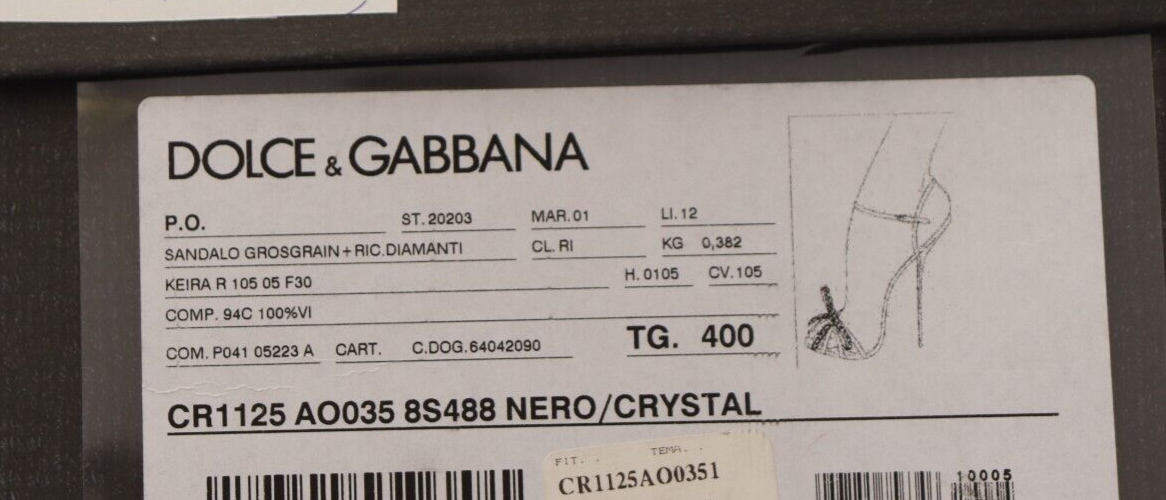 DOLCE & GABBANA
P.O. ST. 20203 MAR. 01 LI. 12
SANDALO GROSGRAIN+RIC.DIAMANTI CL. RI KG 0,382
KEIRA R 105 05 F30 H. 0105 CV. 105
COMP. 94C 100%VI
COM. P041 05223 A CART. C.DOG.64042090 TG. 400
CR1125 AO035 8S488 NERO/CRYSTAL
FIT. . TEMA. .
CR1125AO0351
10005